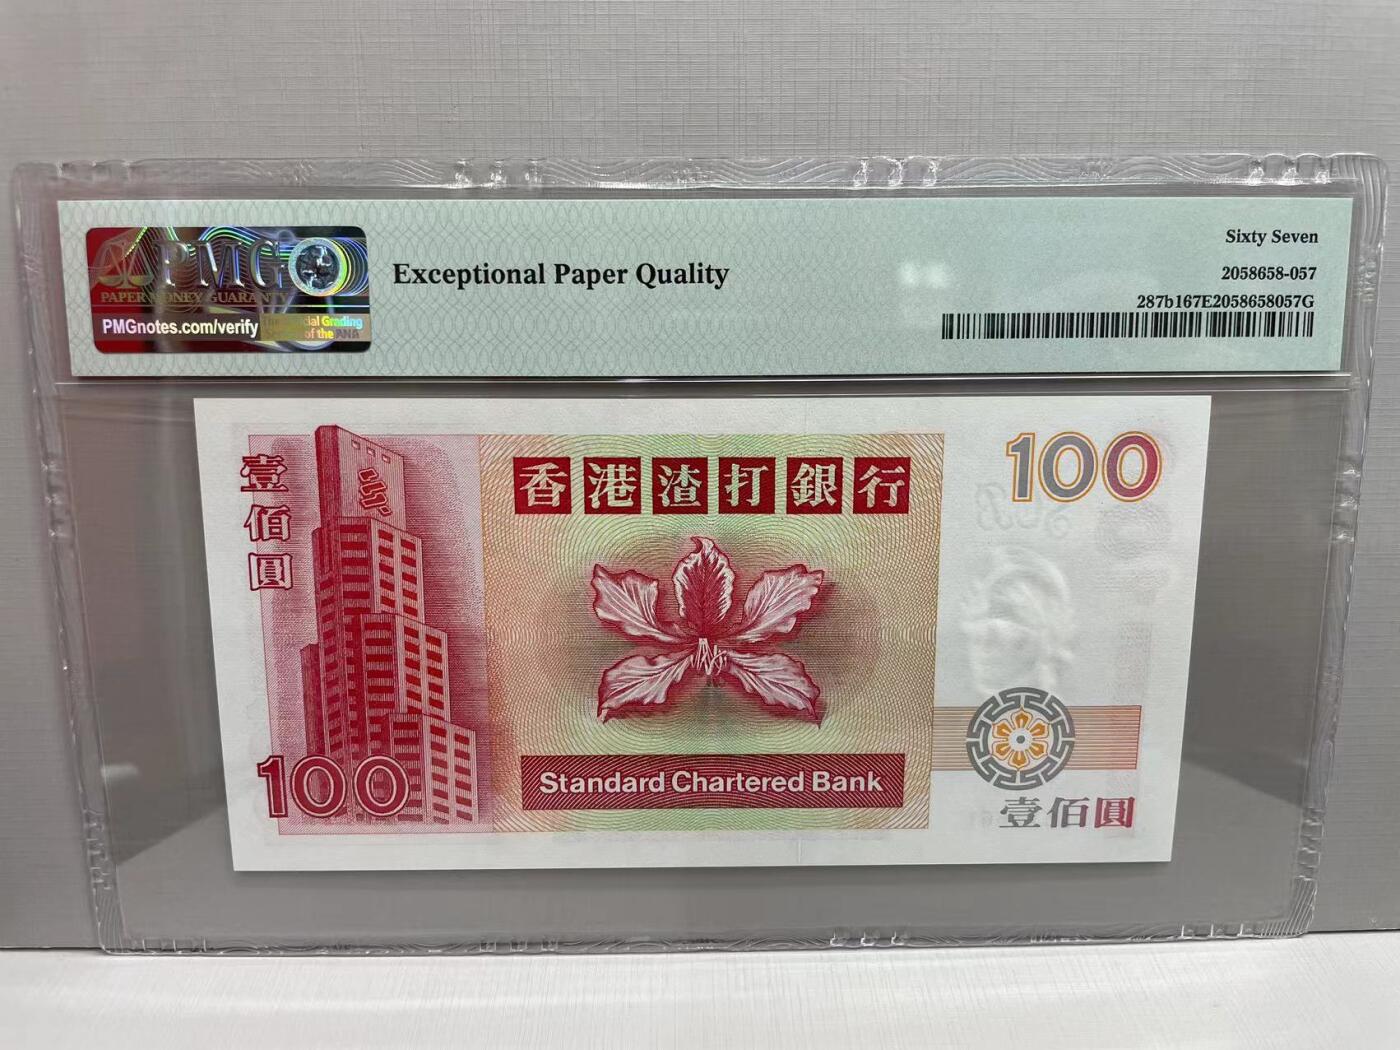 PMG
PAPER MONEY GUARANTY
PMGnotes.com/verify
Exceptional Paper Quality
Sixty Seven
2058658-057
287b167E2058658057G
壹佰圓
香港渣打銀行
100
100
Standard Chartered Bank
壹佰圓